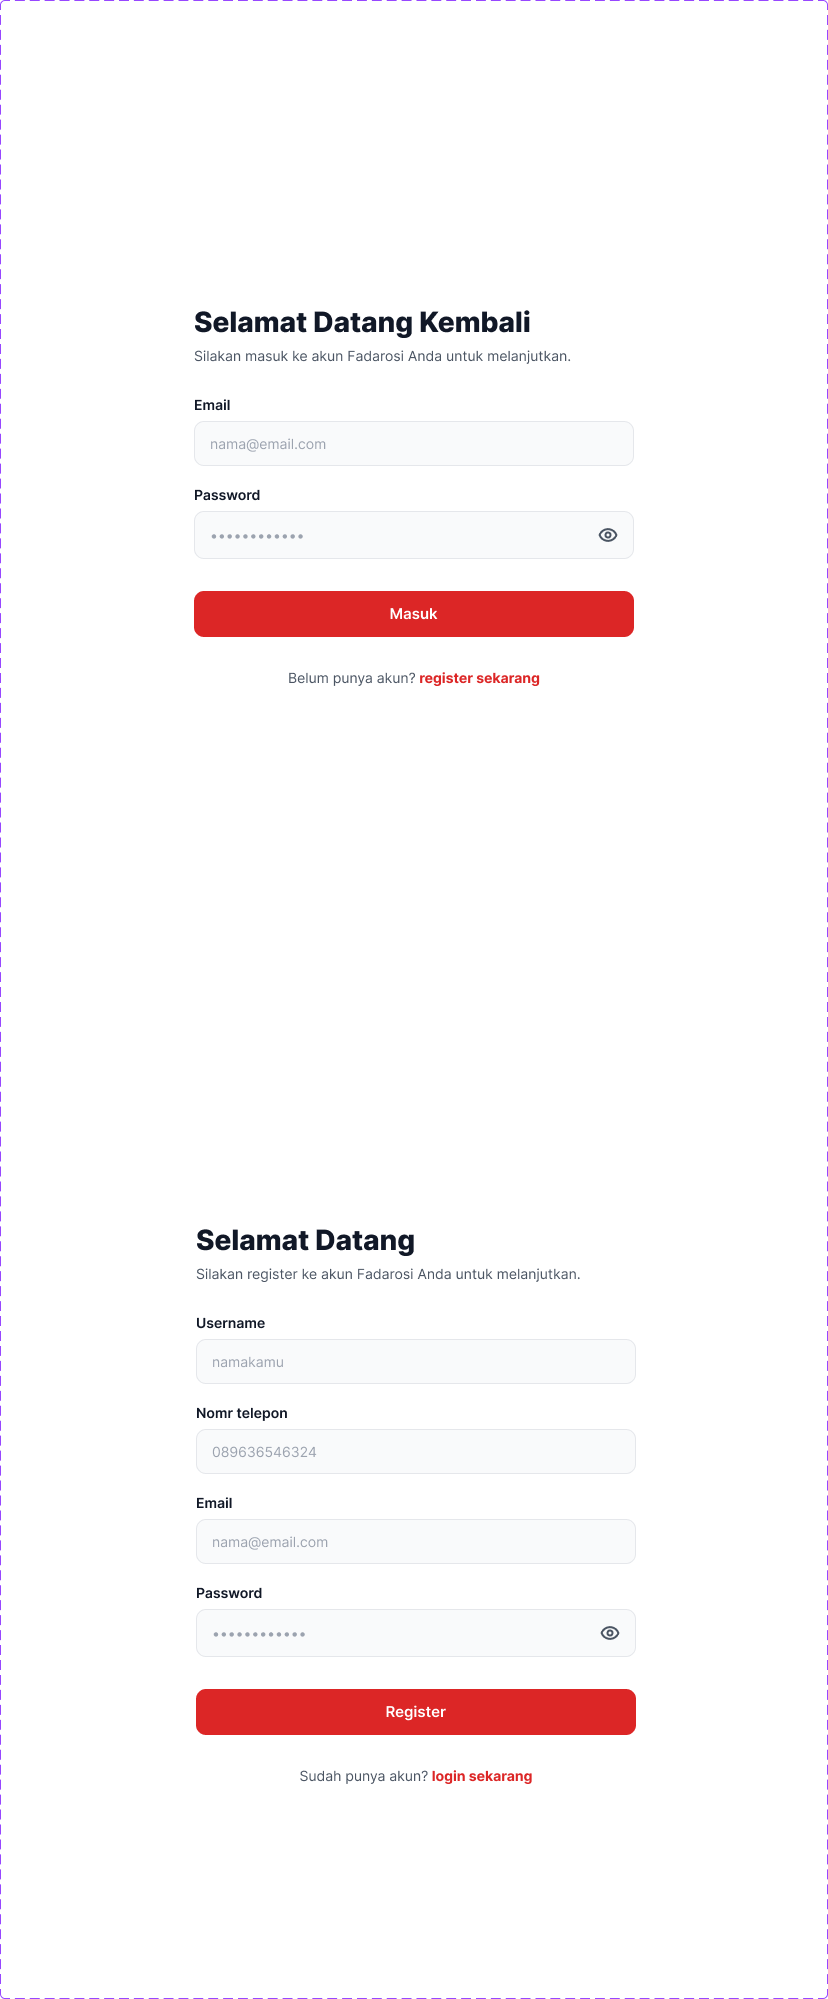 Selamat Datang Kembali
Silakan masuk ke akun Fadarosi Anda untuk melanjutkan.
Email
nama@email.com
Password
••••••••••••
Masuk
Belum punya akun? register sekarang
Selamat Datang
Silakan register ke akun Fadarosi Anda untuk melanjutkan.
Username
namakamu
Nomr telepon
089636546324
Email
nama@email.com
Password
••••••••••••
Register
Sudah punya akun? login sekarang